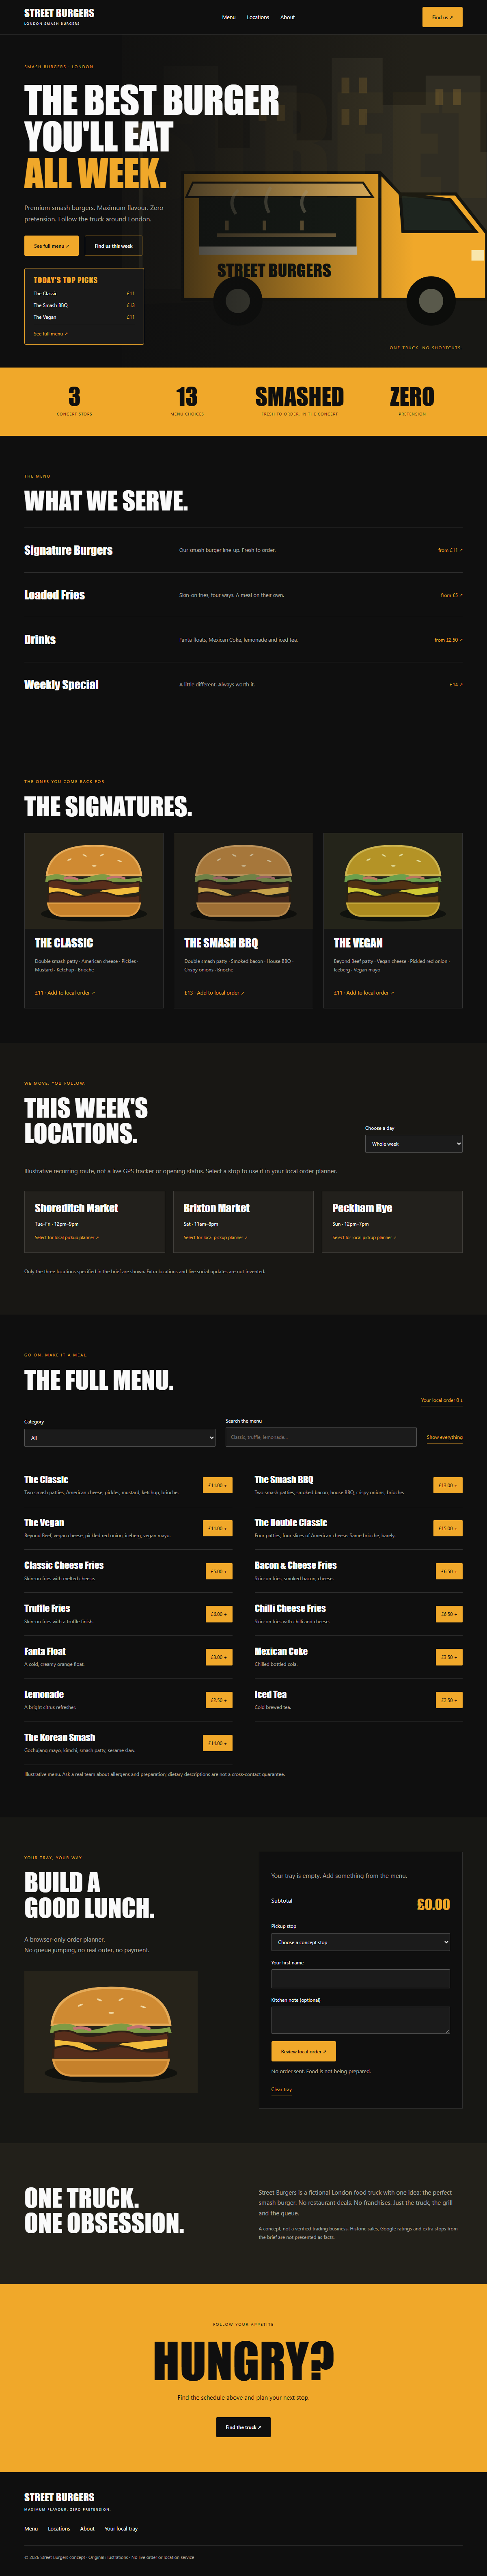 STREET BURGERS
LONDON SMASH BURGERS
Menu Locations About
Find us ↗
SMASH BURGERS · LONDON
THE BEST BURGER
YOU'LL EAT
ALL WEEK.
Premium smash burgers. Maximum flavour. Zero
pretension. Follow the truck around London.
See full menu ↗
Find us this week
TODAY'S TOP PICKS
The Classic £11
The Smash BBQ £13
The Vegan £11
See full menu ↗
STREET BURGERS
ONE TRUCK. NO SHORTCUTS.
3
CONCEPT STOPS
13
MENU CHOICES
SMASHED
FRESH TO ORDER, IN THE CONCEPT
ZERO
PRETENSION
THE MENU
WHAT WE SERVE.
Signature Burgers Our smash burger line-up. Fresh to order. from £11 ↗
Loaded Fries Skin-on fries, four ways. A meal on their own. from £5 ↗
Drinks Fanta floats, Mexican Coke, lemonade and iced tea. from £2.50 ↗
Weekly Special A little different. Always worth it. £14 ↗
THE ONES YOU COME BACK FOR
THE SIGNATURES.
THE CLASSIC
Double smash patty · American cheese · Pickles ·
Mustard · Ketchup · Brioche
£11 · Add to local order ↗
THE SMASH BBQ
Double smash patty · Smoked bacon · House BBQ ·
Crispy onions · Brioche
£13 · Add to local order ↗
THE VEGAN
Beyond Beef patty · Vegan cheese · Pickled red onion ·
Iceberg · Vegan mayo
£11 · Add to local order ↗
WE MOVE. YOU FOLLOW.
THIS WEEK'S
LOCATIONS.
Choose a day
Whole week
Illustrative recurring route, not a live GPS tracker or opening status. Select a stop to use it in your local order planner.
Shoreditch Market
Tue–Fri · 12pm–9pm
Select for local pickup planner ↗
Brixton Market
Sat · 11am–8pm
Select for local pickup planner ↗
Peckham Rye
Sun · 12pm–7pm
Select for local pickup planner ↗
Only the three locations specified in the brief are shown. Extra locations and live social updates are not invented.
GO ON. MAKE IT A MEAL.
THE FULL MENU.
Your local order 0 ↓
Category
All
Search the menu
Classic, truffle, lemonade...
Show everything
The Classic
Two smash patties, American cheese, pickles, mustard, ketchup, brioche.
£11.00 +
The Smash BBQ
Two smash patties, smoked bacon, house BBQ, crispy onions, brioche.
£13.00 +
The Vegan
Beyond Beef, vegan cheese, pickled red onion, iceberg, vegan mayo.
£11.00 +
The Double Classic
Four patties, four slices of American cheese. Same brioche, barely.
£15.00 +
Classic Cheese Fries
Skin-on fries with melted cheese.
£5.00 +
Bacon & Cheese Fries
Skin-on fries, smoked bacon, cheese.
£6.50 +
Truffle Fries
Skin-on fries with a truffle finish.
£6.00 +
Chilli Cheese Fries
Skin-on fries with chilli and cheese.
£6.50 +
Fanta Float
A cold, creamy orange float.
£3.00 +
Mexican Coke
Chilled bottled cola.
£3.50 +
Lemonade
A bright citrus refresher.
£2.50 +
Iced Tea
Cold brewed tea.
£2.50 +
The Korean Smash
Gochujang mayo, kimchi, smash patty, sesame slaw.
£14.00 +
Illustrative menu. Ask a real team about allergens and preparation; dietary descriptions are not a cross-contact guarantee.
YOUR TRAY, YOUR WAY
BUILD A
GOOD LUNCH.
A browser-only order planner.
No queue jumping, no real order, no payment.
Your tray is empty. Add something from the menu.
Subtotal £0.00
Pickup stop
Choose a concept stop
Your first name
Kitchen note (optional)
Review local order ↗
No order sent. Food is not being prepared.
Clear tray
ONE TRUCK.
ONE OBSESSION.
Street Burgers is a fictional London food truck with one idea: the perfect
smash burger. No restaurant deals. No franchises. Just the truck, the grill
and the queue.
A concept, not a verified trading business. Historic sales, Google ratings and extra stops from
the brief are not presented as facts.
FOLLOW YOUR APPETITE
HUNGRY?
Find the schedule above and plan your next stop.
Find the truck ↗
STREET BURGERS
MAXIMUM FLAVOUR. ZERO PRETENSION.
Menu Locations About Your local tray
© 2026 Street Burgers concept · Original illustrations · No live order or location service